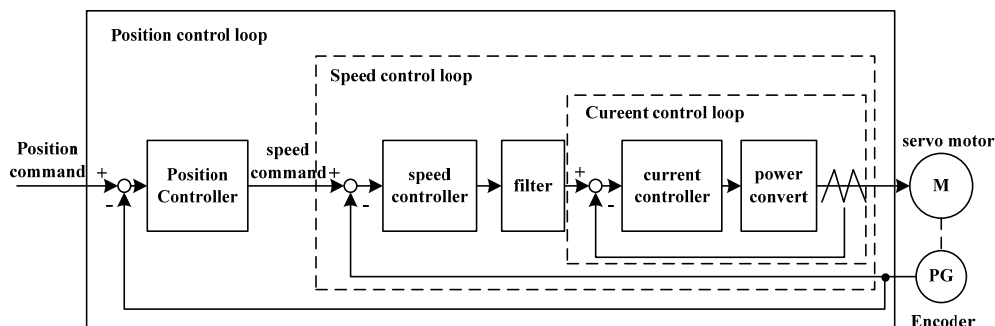 Position control loop
Speed control loop
Cureent control loop
Position
command
+
-
Position
Controller
speed
command
+
-
speed
controller
filter
+
-
current
controller
power
convert
servo motor
M
PG
Encoder